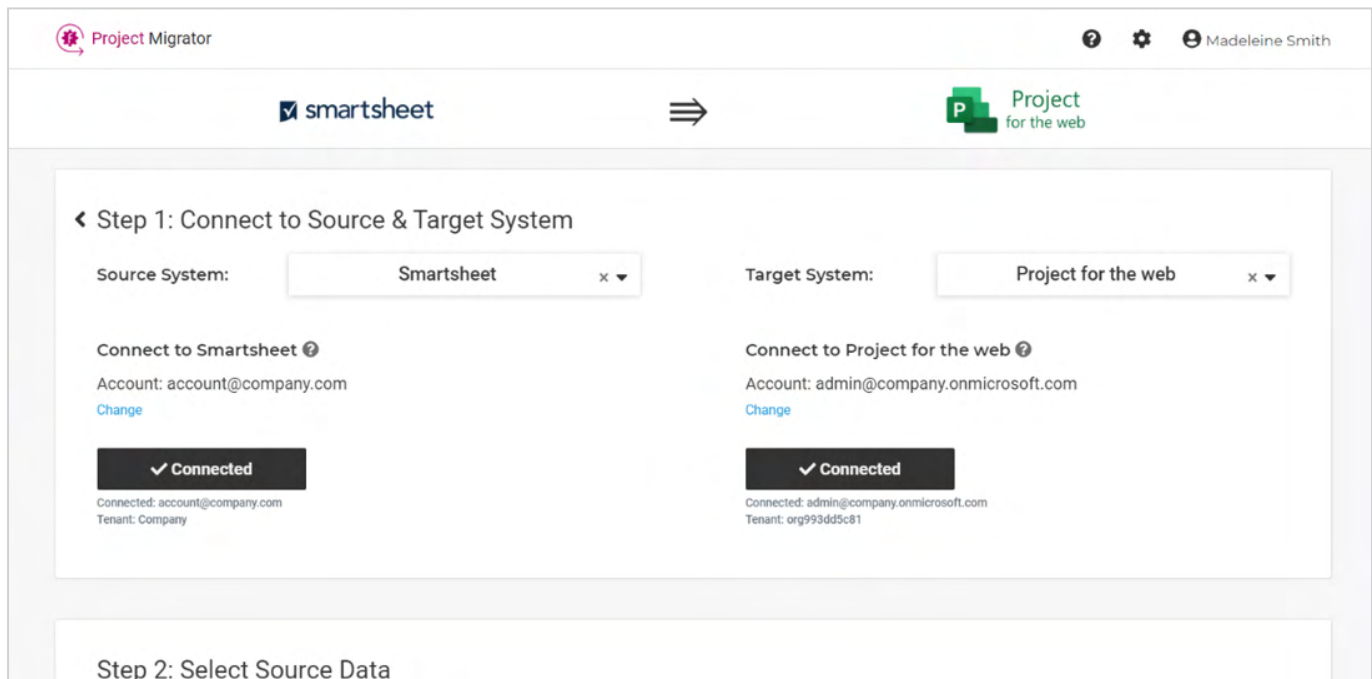 Project Migrator
Madeleine Smith
smartsheet
Project
for the web
Step 1: Connect to Source & Target System
Source System: Smartsheet
Target System: Project for the web
Connect to Smartsheet
Account: account@company.com
Change
Connected
Connected: account@company.com
Tenant: Company
Connect to Project for the web
Account: admin@company.onmicrosoft.com
Change
Connected
Connected: admin@company.onmicrosoft.com
Tenant: org993dd5c81
Step 2: Select Source Data